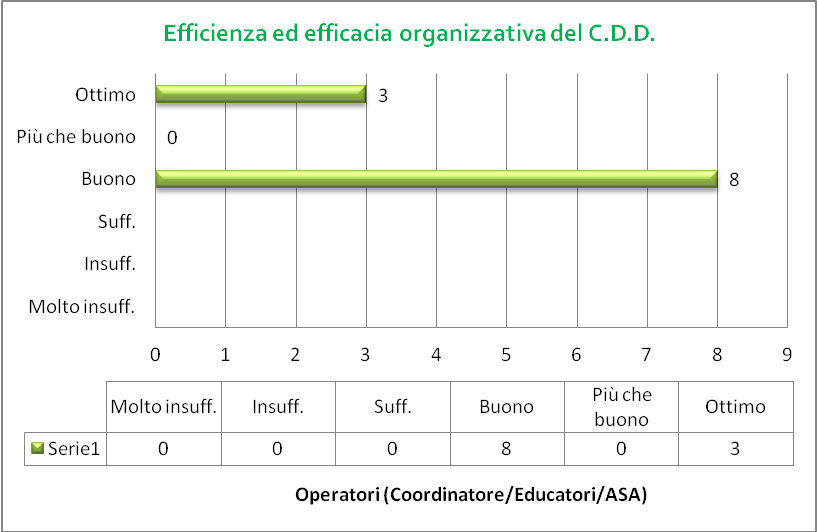 Efficienza ed efficacia organizzativa del C.D.D.
Ottimo 3
Più che buono 0
Buono 8
Suff.
Insuff.
Molto insuff.
0 1 2 3 4 5 6 7 8 9
Molto insuff. Insuff. Suff. Buono Più che buono Ottimo
Serie1 0 0 0 8 0 3
Operatori (Coordinatore/Educatori/ASA)